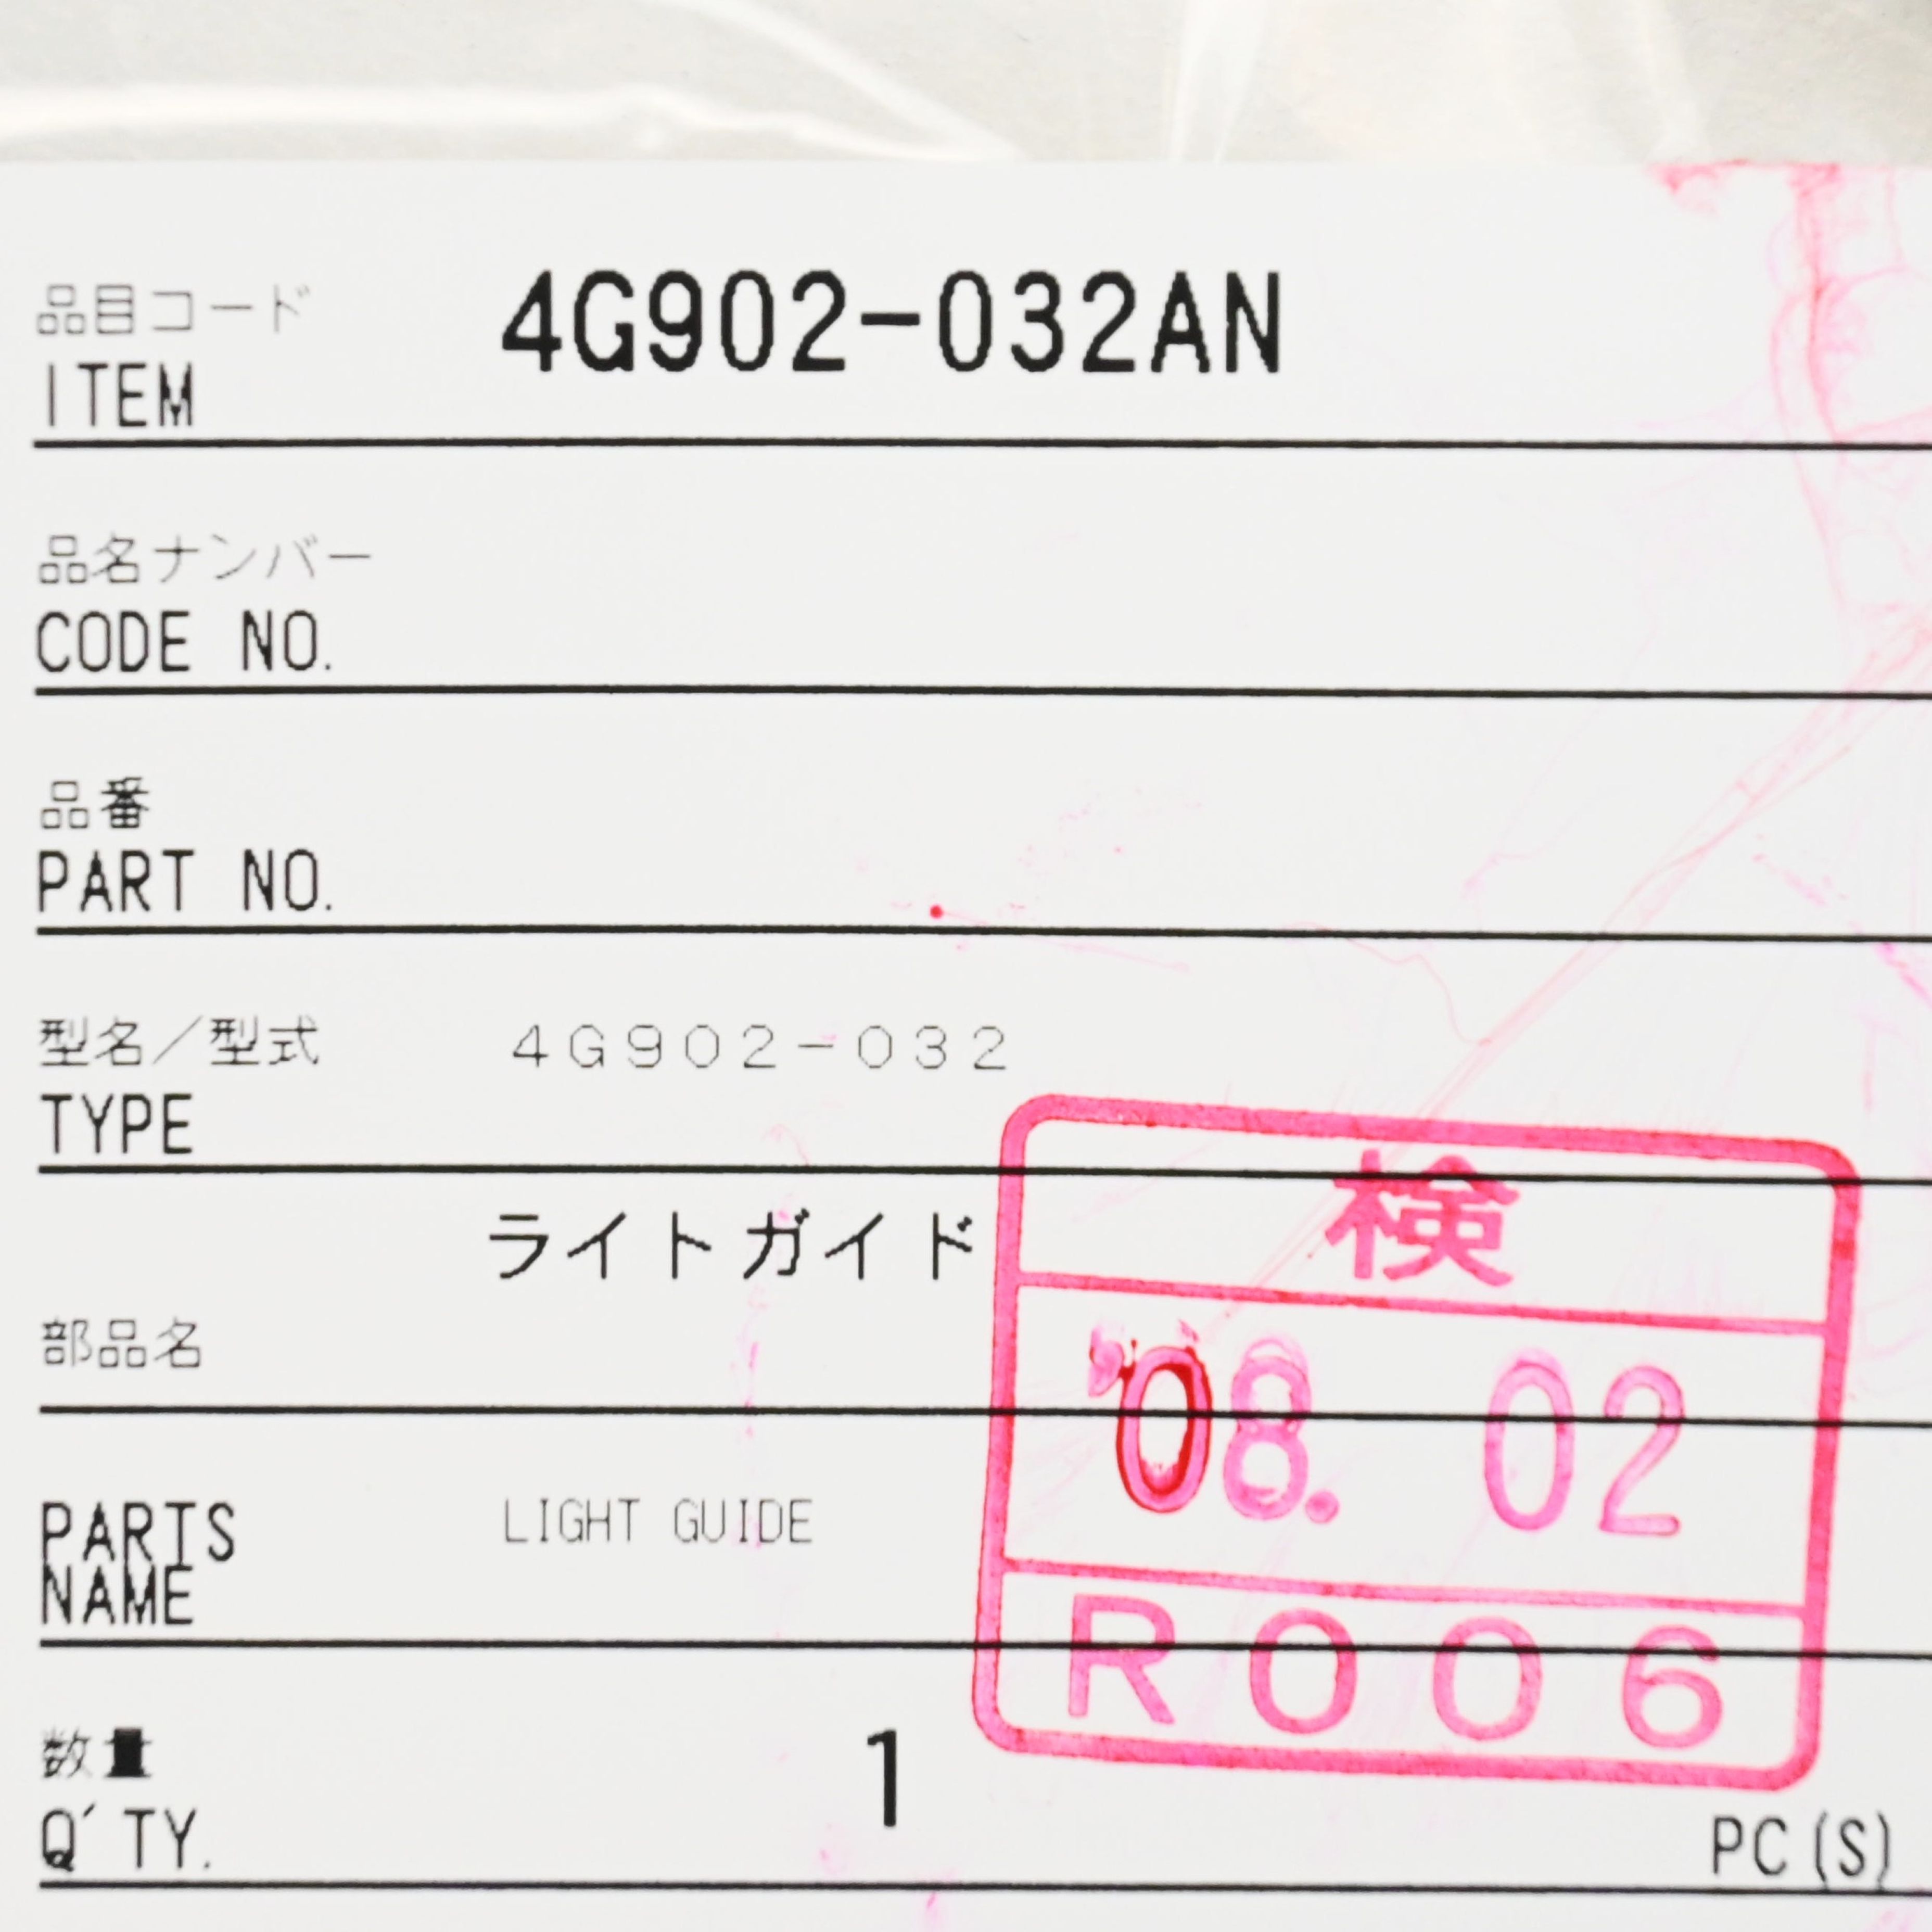 品目コード 4G902-032AN
ITEM
品名ナンバー
CODE NO.
品番
PART NO.
型名／型式 4G902-032
TYPE
ライトガイド
検
部品名
'08. 02
PARTS
NAME
LIGHT GUIDE
R006
数量 1
Q'TY.
PC(S)